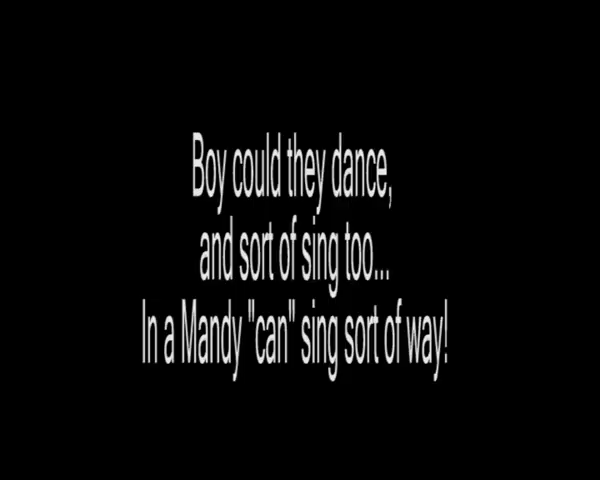 Boy could they dance,
and sort of sing too...
In a Mandy "can" sing sort of way!